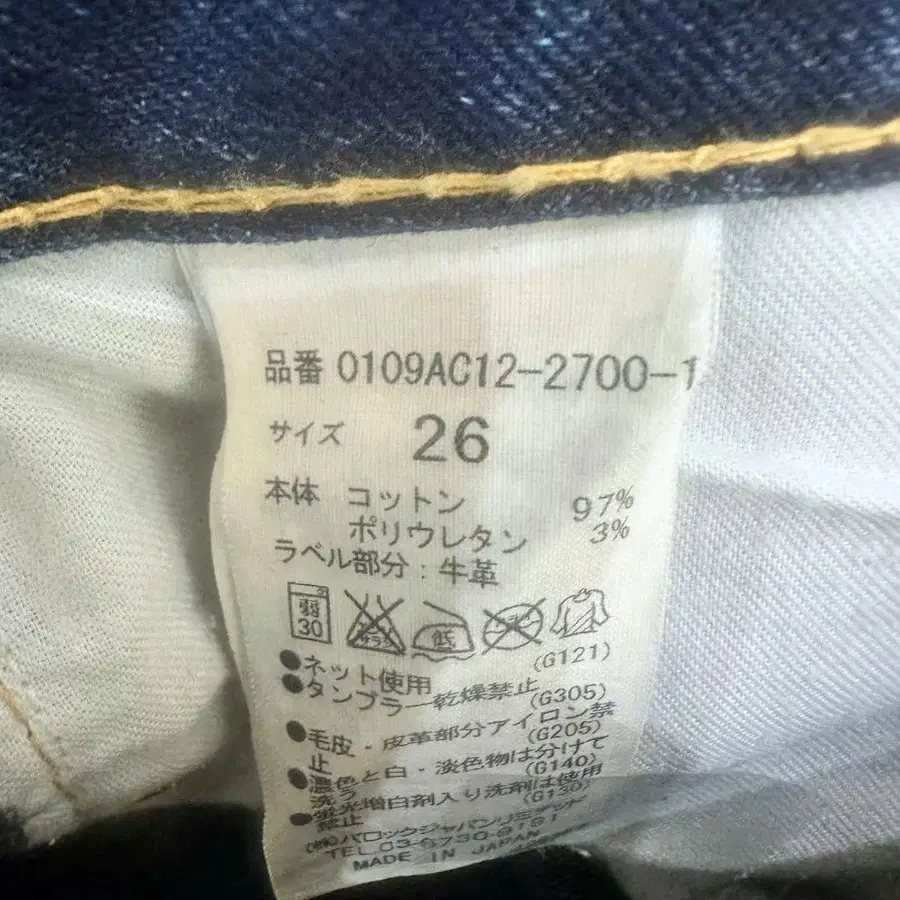 品番 0109AC12-2700-1
サイズ 26
本体 コットン 97%
ポリウレタン 3%
ラベル部分:牛革
弱 30 低
●ネット使用 (G121)
●タンブラー乾燥禁止 (G305)
●毛皮・皮革部分アイロン禁
止 (G205)
●濃色と白・淡色物は分けて
洗う (G140)
●蛍光増白剤入り洗剤は使用
禁止 (G130)
(株)バロックジャパンリミテッド
TEL.03-6730-9191
MADE IN JAPAN